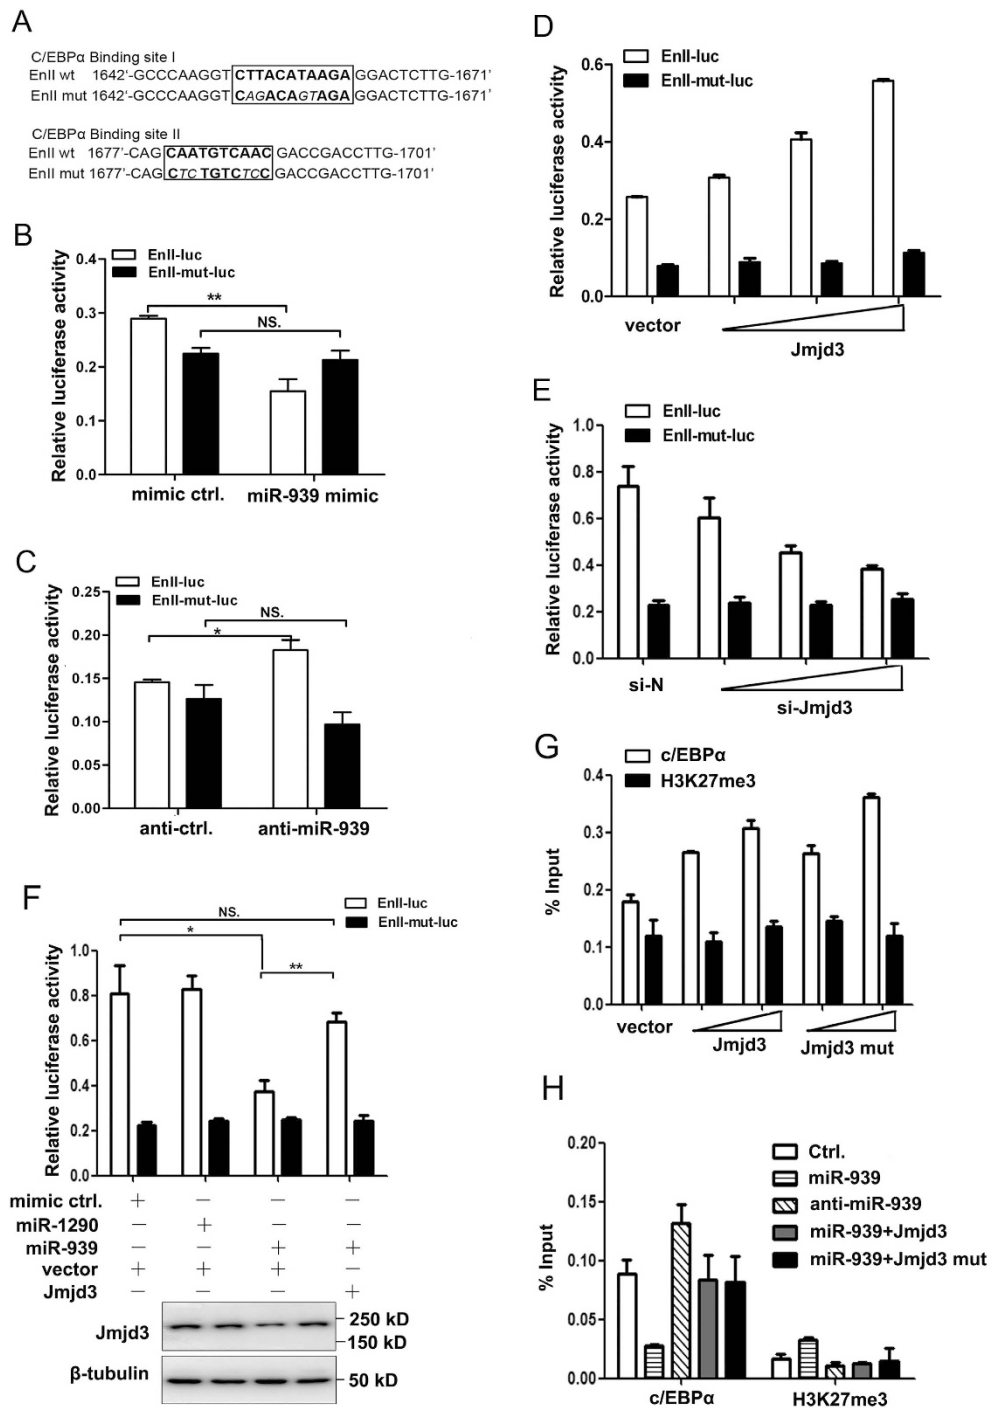 A
C/EBPα Binding site I
EnII wt 1642'-GCCCAAGGT CTTACATAAGA GGACTCTTG-1671'
EnII mut 1642'-GCCCAAGGT CAGACAGTAGA GGACTCTTG-1671'
C/EBPα Binding site II
EnII wt 1677'-CAG CAATGTCAAC GACCGACCTTG-1701'
EnII mut 1677'-CAG CTCTGTCTCC GACCGACCTTG-1701'
B
EnII-luc
EnII-mut-luc
Relative luciferase activity
0.4
0.3
0.2
0.1
0.0
**
NS.
mimic ctrl. miR-939 mimic
C
EnII-luc
EnII-mut-luc
Relative luciferase activity
0.25
0.20
0.15
0.10
0.05
0.00
NS.
*
anti-ctrl. anti-miR-939
D
EnII-luc
EnII-mut-luc
Relative luciferase activity
0.6
0.4
0.2
0.0
vector
Jmjd3
E
EnII-luc
EnII-mut-luc
Relative luciferase activity
1.0
0.8
0.6
0.4
0.2
0.0
si-N
si-Jmjd3
F
EnII-luc
EnII-mut-luc
NS.
*
**
Relative luciferase activity
1.0
0.8
0.6
0.4
0.2
0.0
mimic ctrl. + − − −
miR-1290 − + − −
miR-939 − − + +
vector + + + −
Jmjd3 − − − +
Jmjd3
250 kD
150 kD
β-tubulin
50 kD
G
c/EBPα
H3K27me3
% Input
0.4
0.3
0.2
0.1
0.0
vector
Jmjd3 Jmjd3 mut
H
Ctrl.
miR-939
anti-miR-939
miR-939+Jmjd3
miR-939+Jmjd3 mut
% Input
0.20
0.15
0.10
0.05
0.00
c/EBPα H3K27me3